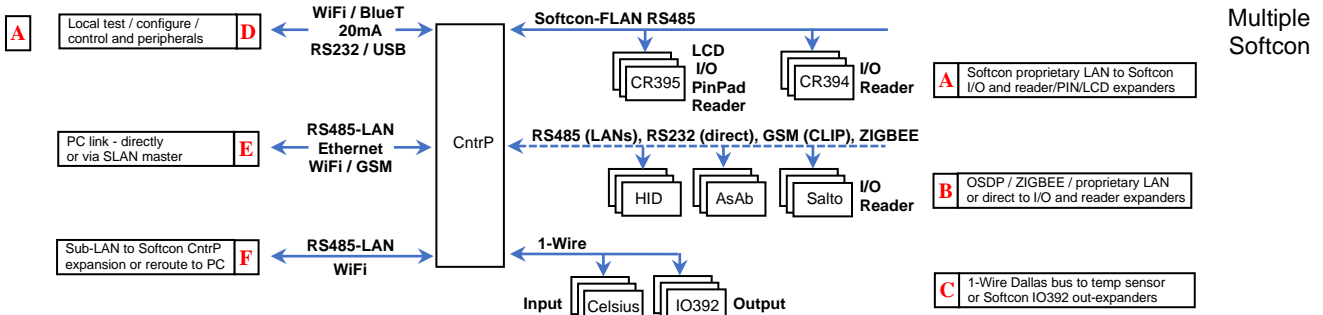 A
Local test / configure /
control and peripherals
D
WiFi / BlueT
20mA
RS232 / USB
Softcon-FLAN RS485
Multiple
Softcon
CR395
LCD
I/O
PinPad
Reader
CR394
I/O
Reader
A
Softcon proprietary LAN to Softcon
I/O and reader/PIN/LCD expanders
PC link - directly
or via SLAN master
E
RS485-LAN
Ethernet
WiFi / GSM
CntrP
RS485 (LANs), RS232 (direct), GSM (CLIP), ZIGBEE
HID
AsAb
Salto
I/O
Reader
B
OSDP / ZIGBEE / proprietary LAN
or direct to I/O and reader expanders
Sub-LAN to Softcon CntrP
expansion or reroute to PC
F
RS485-LAN
WiFi
1-Wire
Input
Celsius
IO392
Output
C
1-Wire Dallas bus to temp sensor
or Softcon IO392 out-expanders